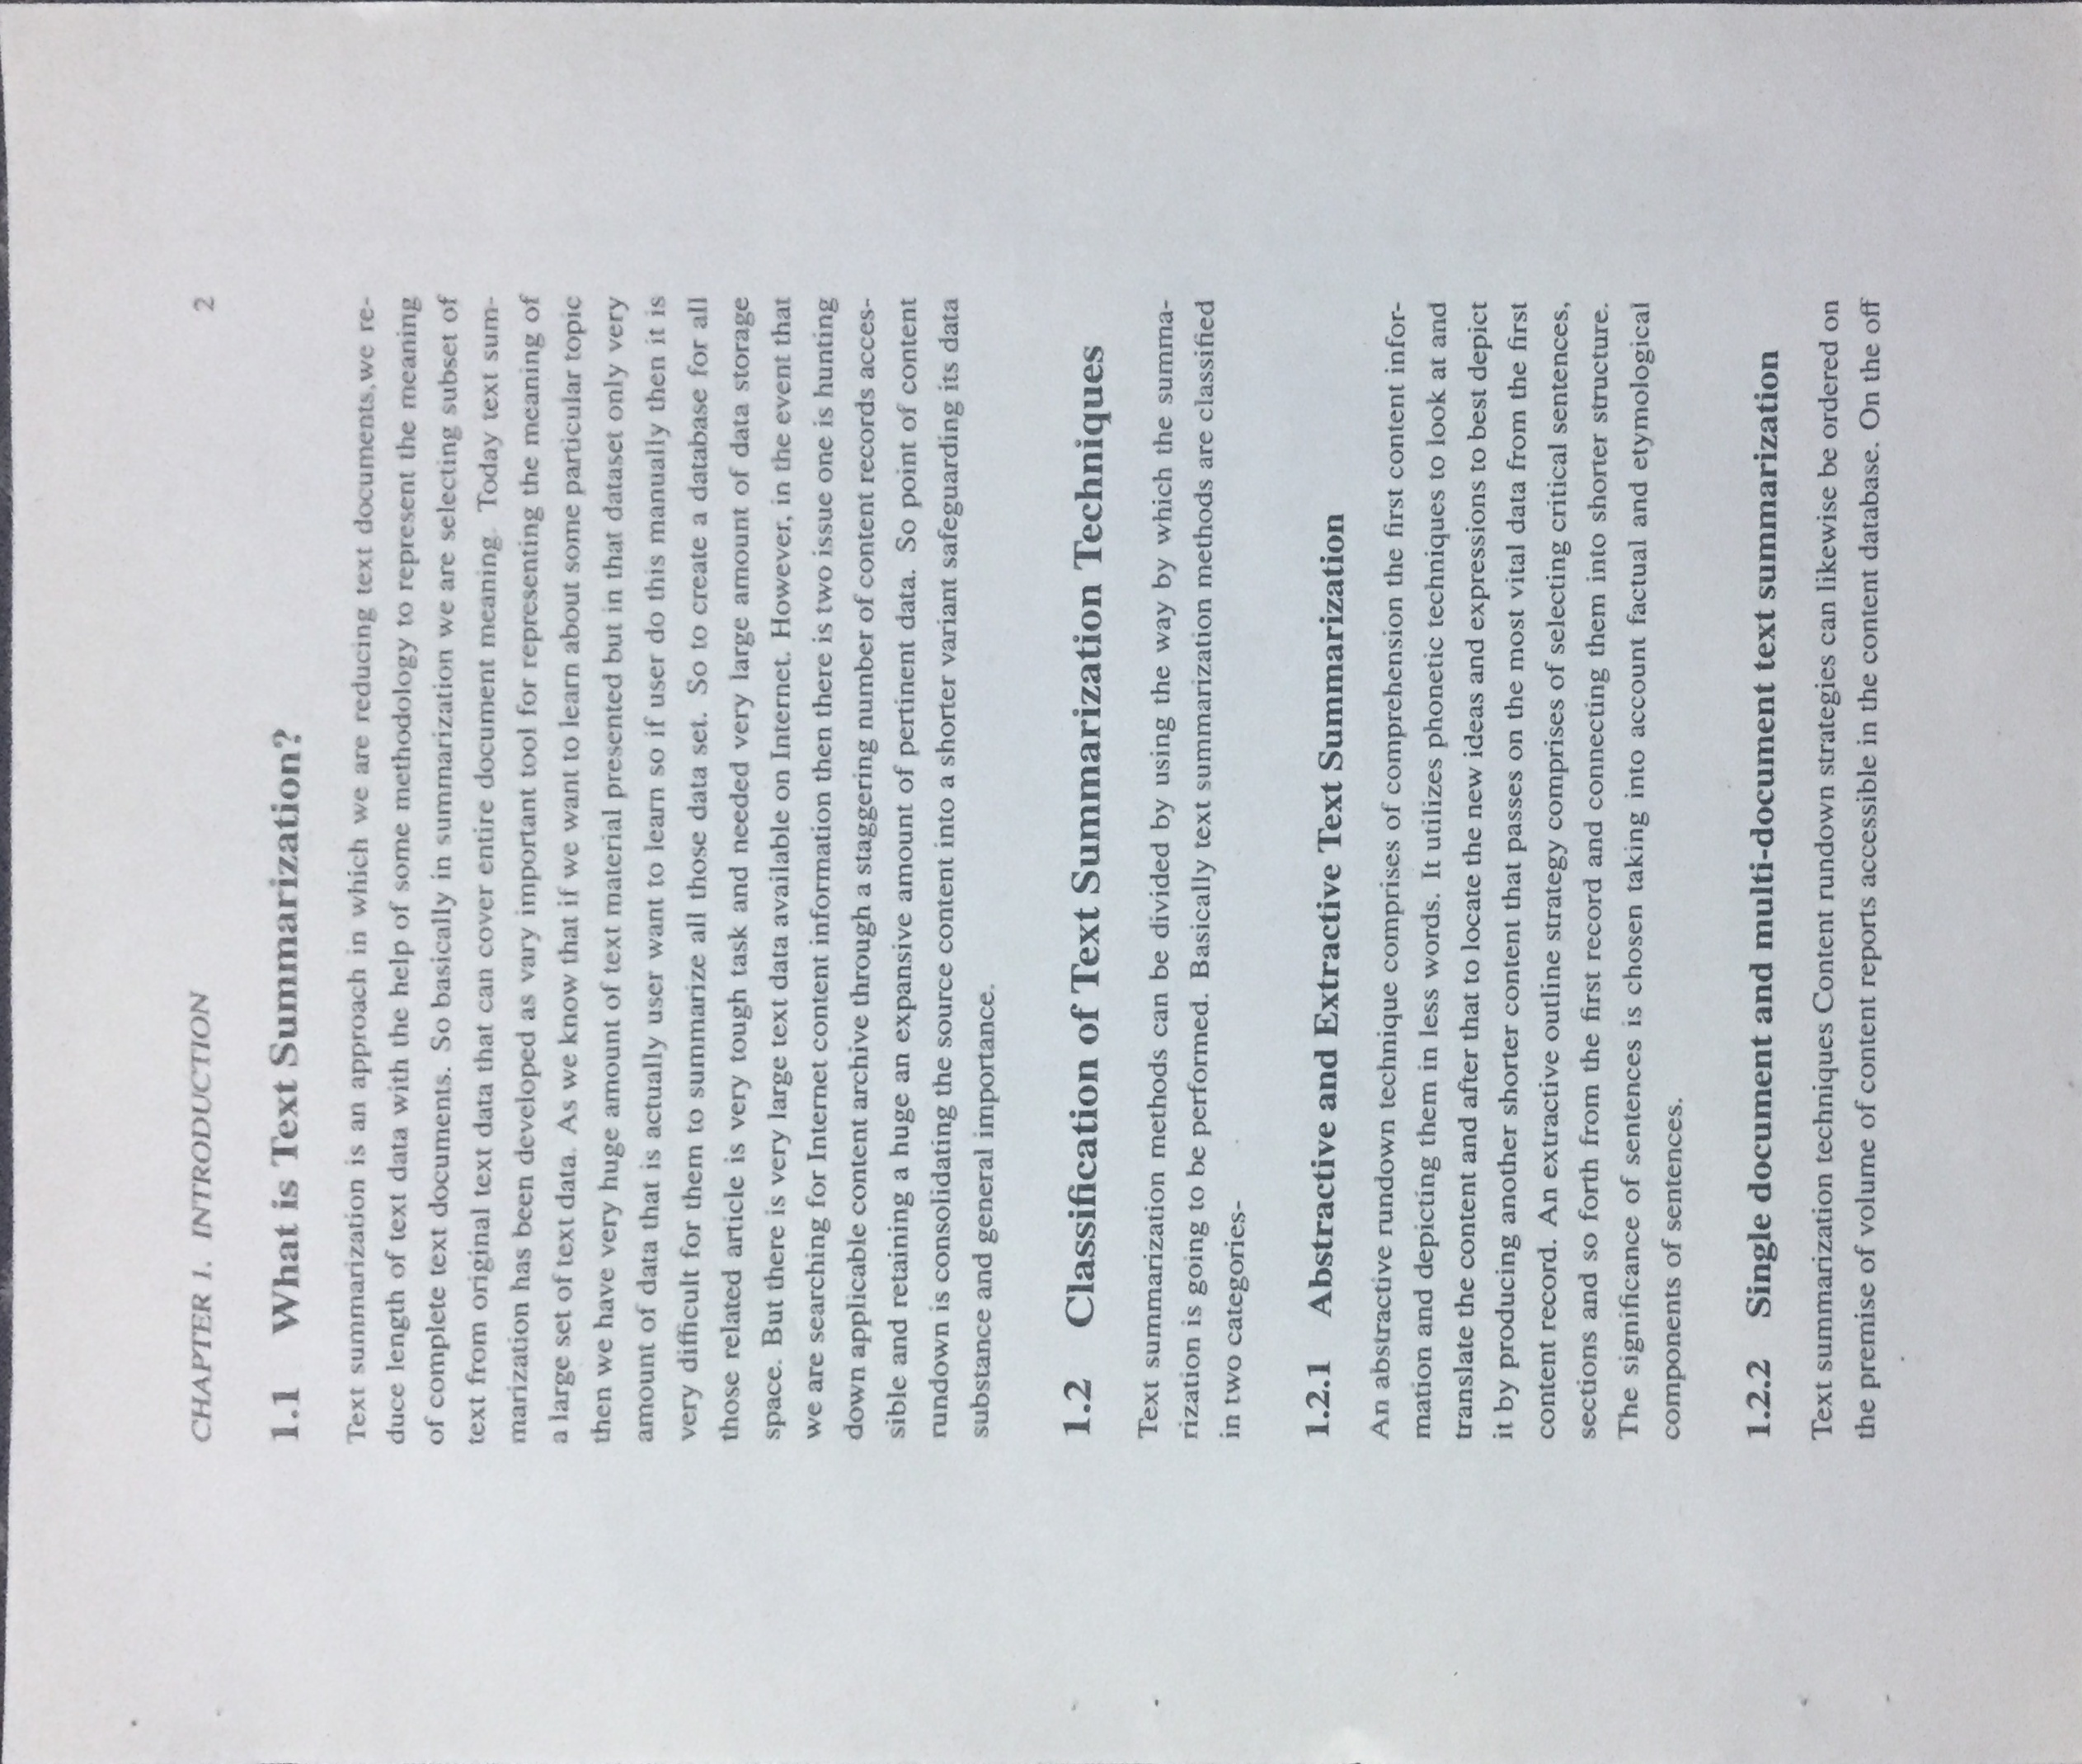 CHAPTER 1. INTRODUCTION 2
1.1 What is Text Summarization?
Text summarization is an approach in which we are reducing text documents,we re-
duce length of text data with the help of some methodology to represent the meaning
of complete text documents. So basically in summarization we are selecting subset of
text from original text data that can cover entire document meaning. Today text sum-
marization has been developed as vary important tool for representing the meaning of
a large set of text data. As we know that if we want to learn about some particular topic
then we have very huge amount of text material presented but in that dataset only very
amount of data that is actually user want to learn so if user do this manually then it is
very difficult for them to summarize all those data set. So to create a database for all
those related article is very tough task and needed very large amount of data storage
space. But there is very large text data available on Internet. However, in the event that
we are searching for Internet content information then there is two issue one is hunting
down applicable content archive through a staggering number of content records acces-
sible and retaining a huge an expansive amount of pertinent data. So point of content
rundown is consolidating the source content into a shorter variant safeguarding its data
substance and general importance.
1.2 Classification of Text Summarization Techniques
Text summarization methods can be divided by using the way by which the summa-
rization is going to be performed. Basically text summarization methods are classified
in two categories-
1.2.1 Abstractive and Extractive Text Summarization
An abstractive rundown technique comprises of comprehension the first content infor-
mation and depicting them in less words. It utilizes phonetic techniques to look at and
translate the content and after that to locate the new ideas and expressions to best depict
it by producing another shorter content that passes on the most vital data from the first
content record. An extractive outline strategy comprises of selecting critical sentences,
sections and so forth from the first record and connecting them into shorter structure.
The significance of sentences is chosen taking into account factual and etymological
components of sentences.
1.2.2 Single document and multi-document text summarization
Text summarization techniques Content rundown strategies can likewise be ordered on
the premise of volume of content reports accessible in the content database. On the off